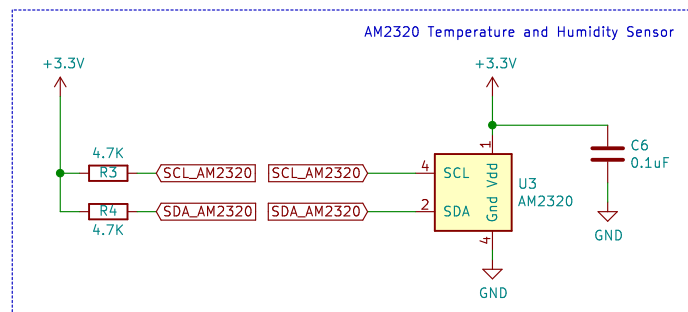 AM2320 Temperature and Humidity Sensor
+3.3V
+3.3V
1
C6
0.1uF
4.7K
R3
SCL_AM2320
SCL_AM2320
4
SCL
Vdd
U3
AM2320
R4
SDA_AM2320
SDA_AM2320
2
SDA
Gnd
4.7K
4
GND
GND